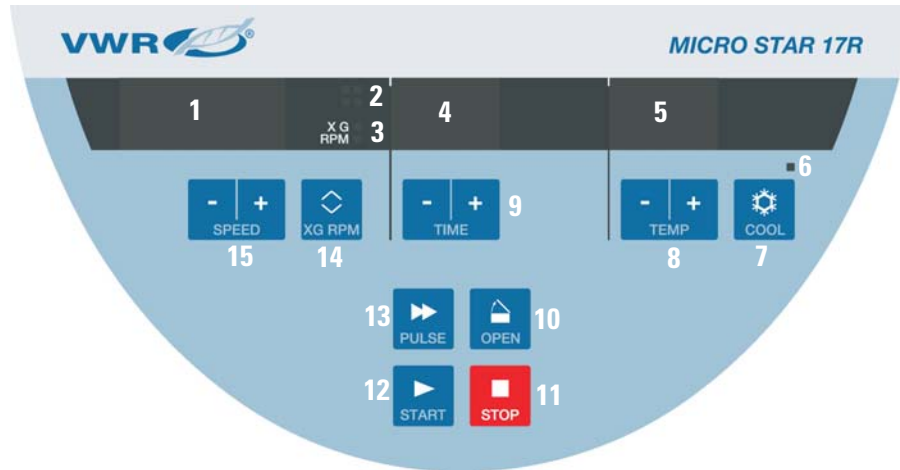 VWR®
MICRO STAR 17R
1
2
X G
RPM
3
4
5
6
- +
SPEED
15
XG RPM
14
- +
TIME
9
- +
TEMP
8
COOL
7
13
PULSE
OPEN
10
12
START
STOP
11